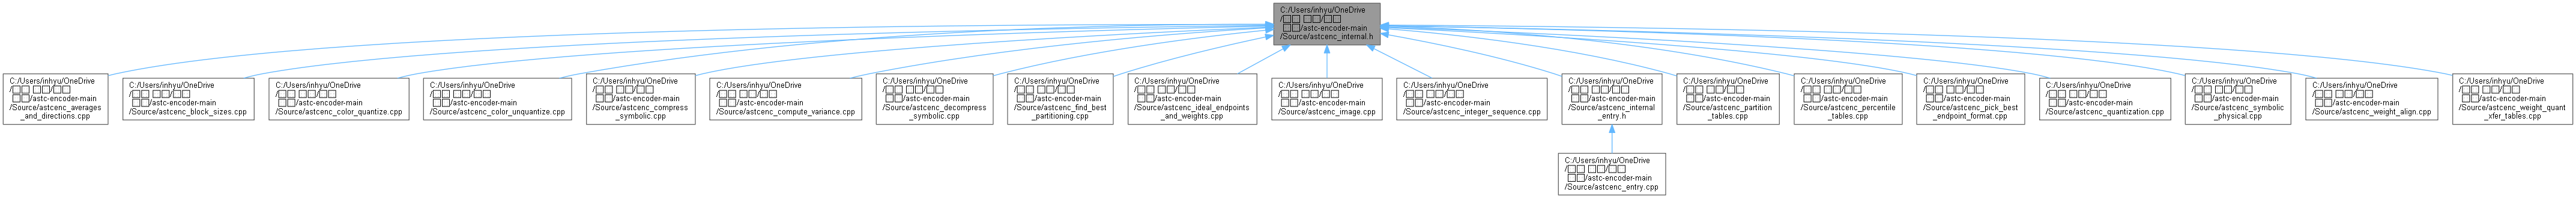 C:/Users/inhyu/OneDrive
/□□ □□/□□
□□/astc-encoder-main
/Source/astcenc_internal.h
C:/Users/inhyu/OneDrive
/□□ □□/□□
□□/astc-encoder-main
/Source/astcenc_averages
_and_directions.cpp
C:/Users/inhyu/OneDrive
/□□ □□/□□
□□/astc-encoder-main
/Source/astcenc_block_sizes.cpp
C:/Users/inhyu/OneDrive
/□□ □□/□□
□□/astc-encoder-main
/Source/astcenc_color_quantize.cpp
C:/Users/inhyu/OneDrive
/□□ □□/□□
□□/astc-encoder-main
/Source/astcenc_color_unquantize.cpp
C:/Users/inhyu/OneDrive
/□□ □□/□□
□□/astc-encoder-main
/Source/astcenc_compress
_symbolic.cpp
C:/Users/inhyu/OneDrive
/□□ □□/□□
□□/astc-encoder-main
/Source/astcenc_compute_variance.cpp
C:/Users/inhyu/OneDrive
/□□ □□/□□
□□/astc-encoder-main
/Source/astcenc_decompress
_symbolic.cpp
C:/Users/inhyu/OneDrive
/□□ □□/□□
□□/astc-encoder-main
/Source/astcenc_find_best
_partitioning.cpp
C:/Users/inhyu/OneDrive
/□□ □□/□□
□□/astc-encoder-main
/Source/astcenc_ideal_endpoints
_and_weights.cpp
C:/Users/inhyu/OneDrive
/□□ □□/□□
□□/astc-encoder-main
/Source/astcenc_image.cpp
C:/Users/inhyu/OneDrive
/□□ □□/□□
□□/astc-encoder-main
/Source/astcenc_integer_sequence.cpp
C:/Users/inhyu/OneDrive
/□□ □□/□□
□□/astc-encoder-main
/Source/astcenc_internal
_entry.h
C:/Users/inhyu/OneDrive
/□□ □□/□□
□□/astc-encoder-main
/Source/astcenc_partition
_tables.cpp
C:/Users/inhyu/OneDrive
/□□ □□/□□
□□/astc-encoder-main
/Source/astcenc_percentile
_tables.cpp
C:/Users/inhyu/OneDrive
/□□ □□/□□
□□/astc-encoder-main
/Source/astcenc_pick_best
_endpoint_format.cpp
C:/Users/inhyu/OneDrive
/□□ □□/□□
□□/astc-encoder-main
/Source/astcenc_quantization.cpp
C:/Users/inhyu/OneDrive
/□□ □□/□□
□□/astc-encoder-main
/Source/astcenc_symbolic
_physical.cpp
C:/Users/inhyu/OneDrive
/□□ □□/□□
□□/astc-encoder-main
/Source/astcenc_weight_align.cpp
C:/Users/inhyu/OneDrive
/□□ □□/□□
□□/astc-encoder-main
/Source/astcenc_weight_quant
_xfer_tables.cpp
C:/Users/inhyu/OneDrive
/□□ □□/□□
□□/astc-encoder-main
/Source/astcenc_entry.cpp